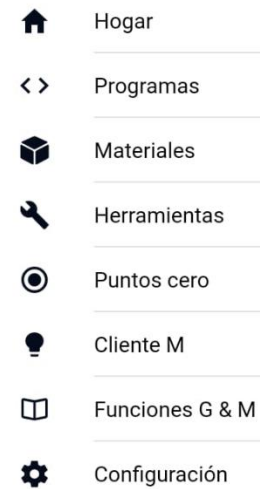 Hogar
Programas
Materiales
Herramientas
Puntos cero
Cliente M
Funciones G & M
Configuración